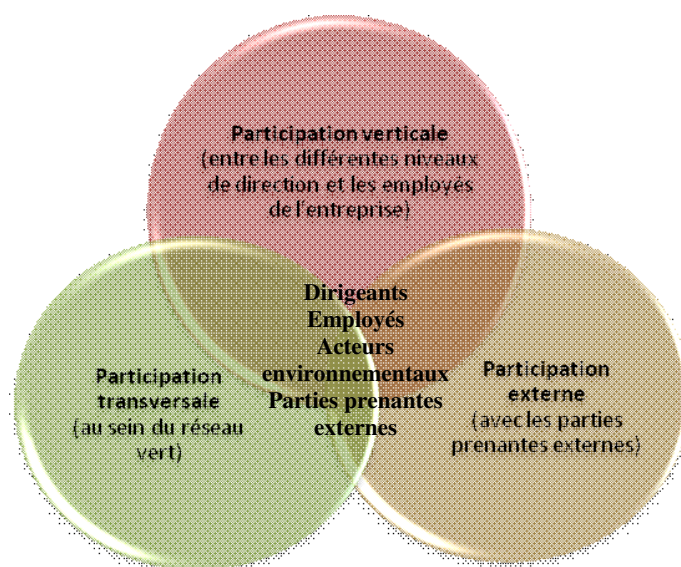 Participation verticale
(entre les différentes niveaux
de direction et les employés
de l'entreprise)
Dirigeants
Employés
Acteurs
environnementaux
Parties prenantes
externes
Participation
transversale
(au sein du réseau
vert)
Participation
externe
(avec les parties
prenantes externes)